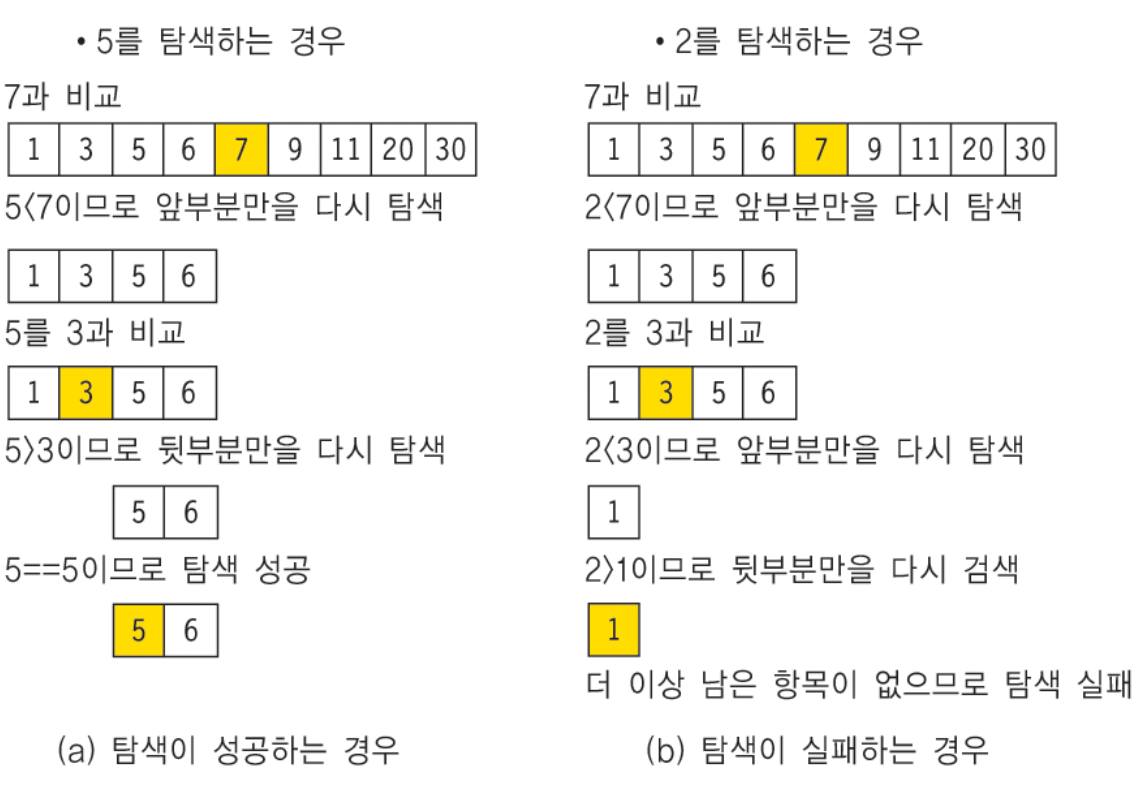 • 5를 탐색하는 경우
7과 비교
1 3 5 6 7 9 11 20 30
5<7이므로 앞부분만을 다시 탐색
1 3 5 6
5를 3과 비교
1 3 5 6
5>3이므로 뒷부분만을 다시 탐색
5 6
5==5이므로 탐색 성공
5 6
(a) 탐색이 성공하는 경우
• 2를 탐색하는 경우
7과 비교
1 3 5 6 7 9 11 20 30
2<7이므로 앞부분만을 다시 탐색
1 3 5 6
2를 3과 비교
1 3 5 6
2<3이므로 앞부분만을 다시 탐색
1
2>1이므로 뒷부분만을 다시 검색
1
더 이상 남은 항목이 없으므로 탐색 실패
(b) 탐색이 실패하는 경우